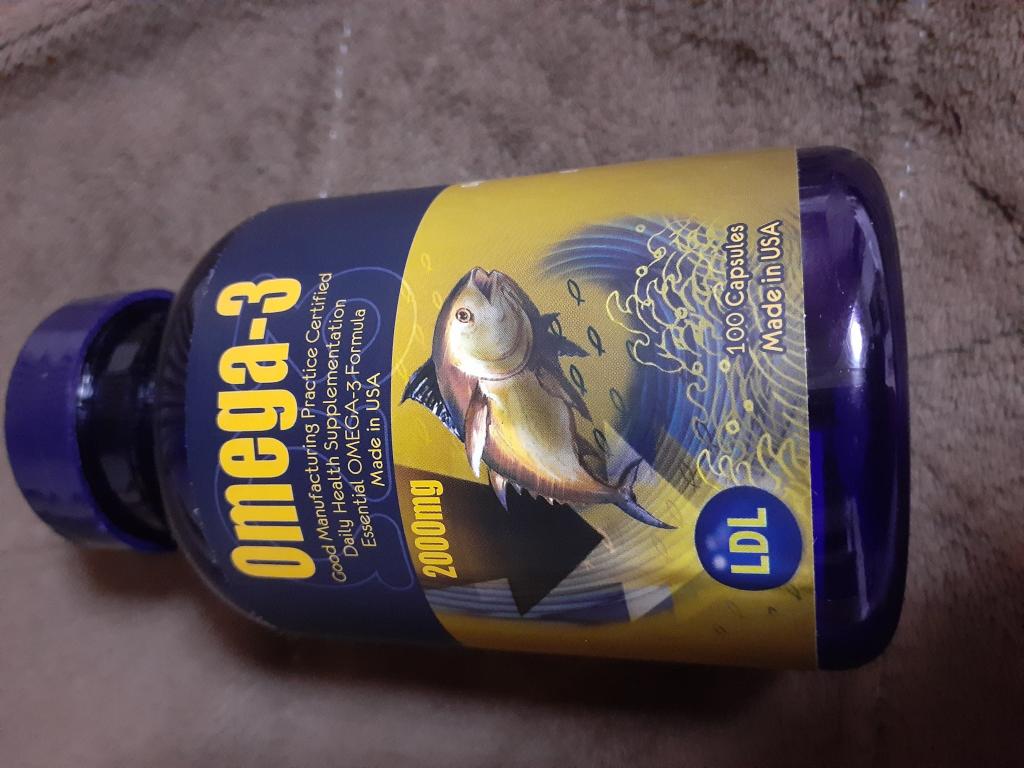 Omega-3
Good Manufacturing Practice Certified
Daily Health Supplementation
Essential OMEGA-3-Formula
Made in USA
2000mg
LDL
100 Capsules
Made in USA